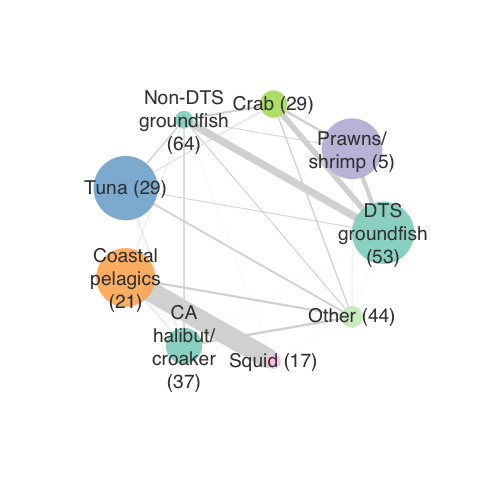 Non-DTS
groundfish
(64)
Crab (29)
Prawns/
shrimp (5)
Tuna (29)
DTS
groundfish
(53)
Coastal
pelagics
(21)
CA
halibut/
croaker
(37)
Other (44)
Squid (17)